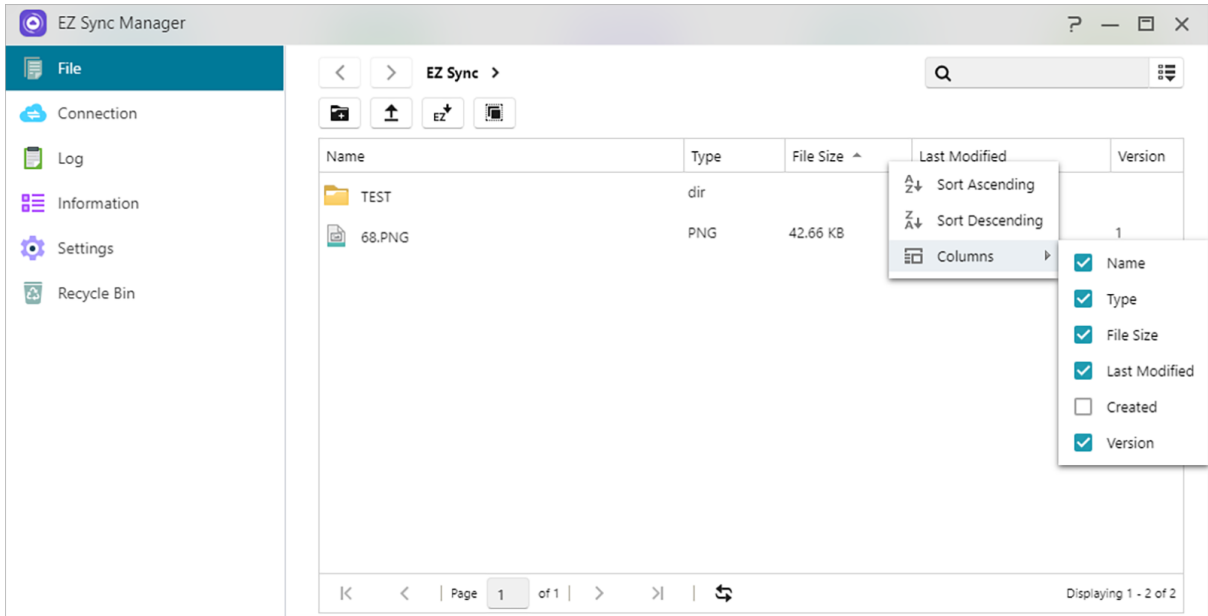 EZ Sync Manager
File
Connection
Log
Information
Settings
Recycle Bin
EZ Sync
EZ
Name Type File Size Last Modified Version
TEST dir
68.PNG PNG 42.66 KB 1
Sort Ascending
Sort Descending
Columns
Name
Type
File Size
Last Modified
Created
Version
Page 1 of 1
Displaying 1 - 2 of 2